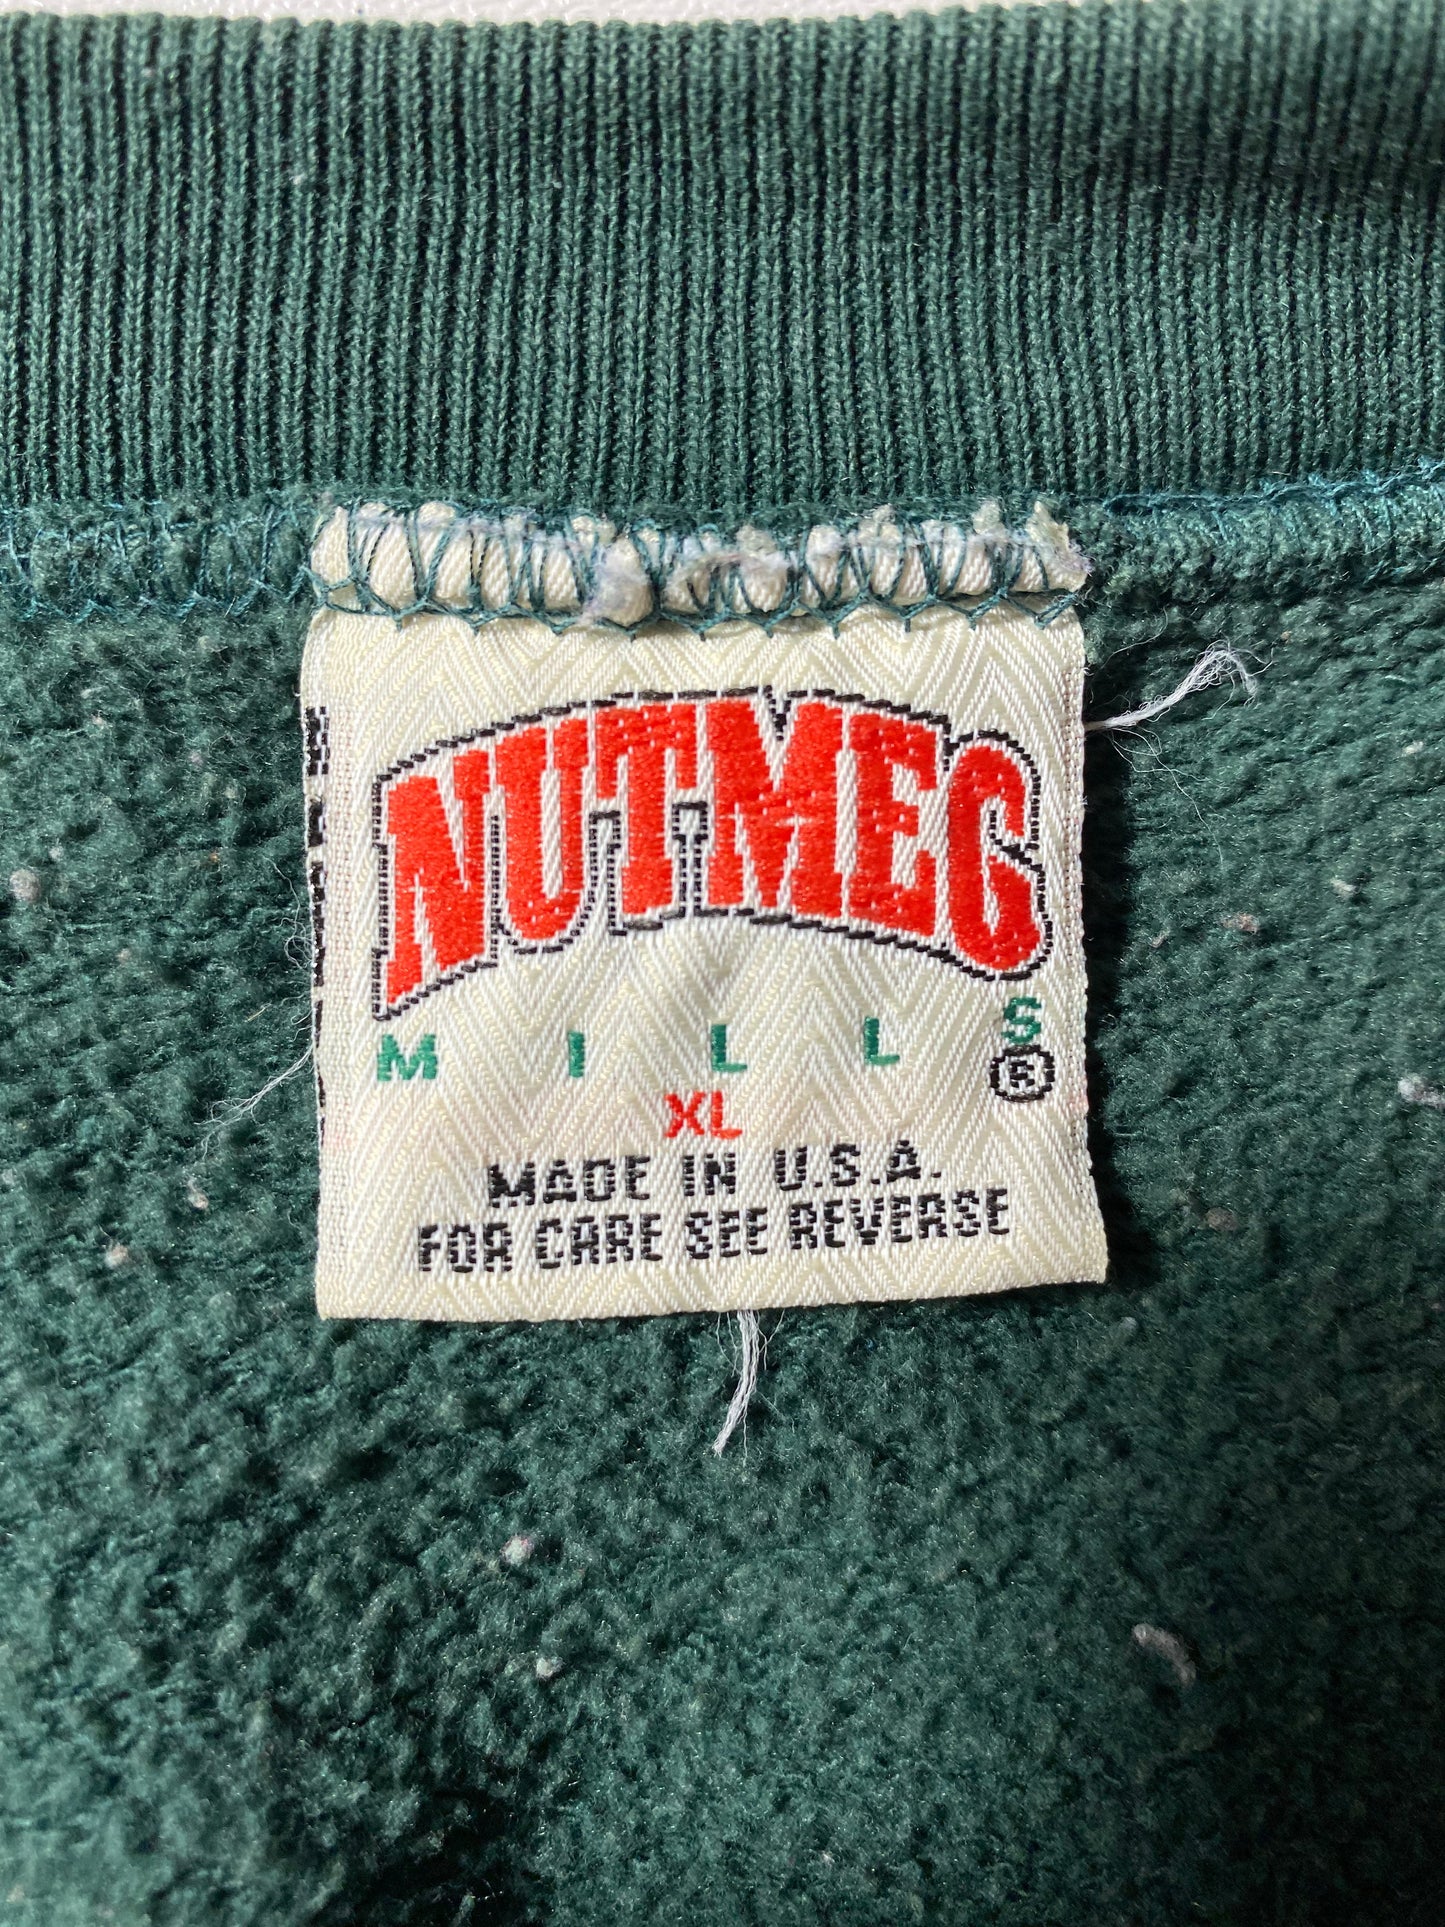 NUTMEG
MILLS®
XL
MADE IN U.S.A.
FOR CARE SEE REVERSE